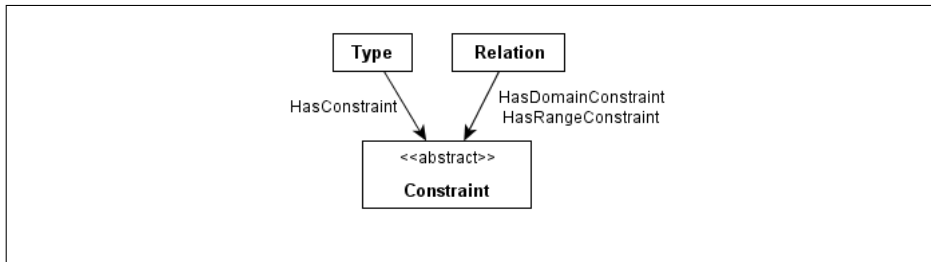 Type
Relation
HasConstraint
HasDomainConstraint
HasRangeConstraint
<<abstract>>
Constraint